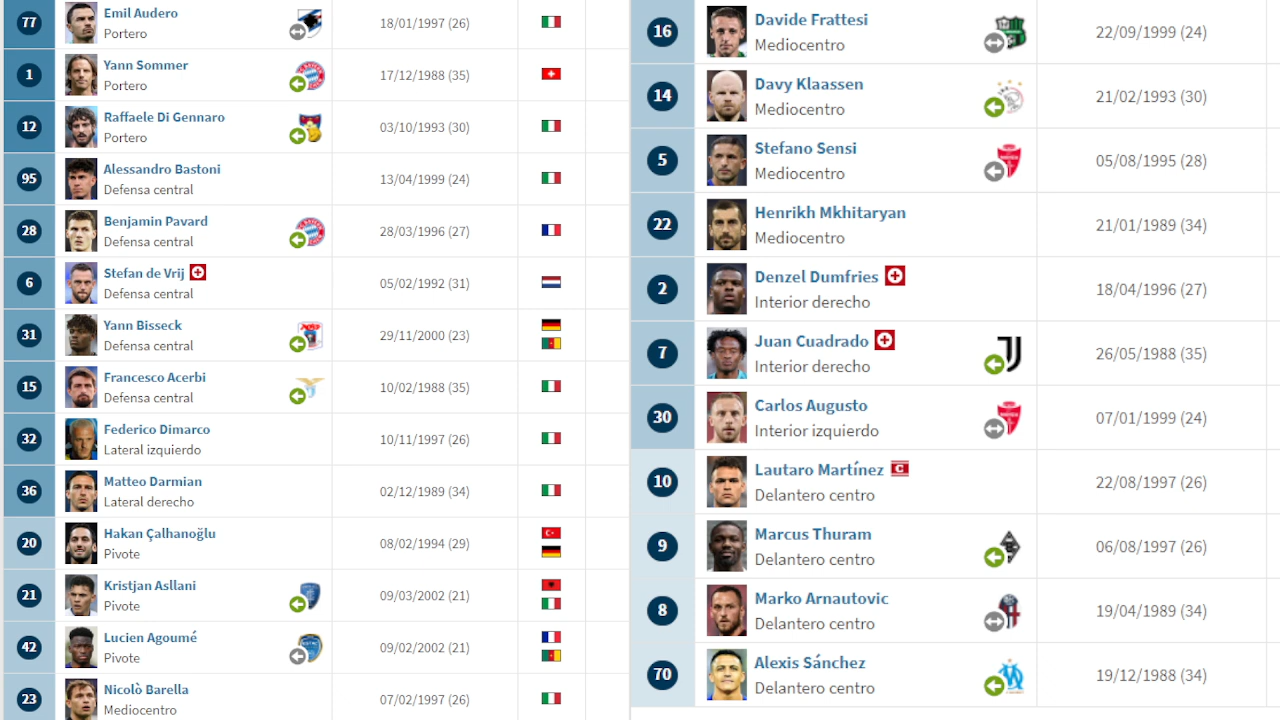 77
Emil Audero
Portero
18/01/1997 (26)
1
Yann Sommer
Portero
17/12/1988 (35)
12
Raffaele Di Gennaro
Portero
03/10/1993 (30)
95
Alessandro Bastoni
Defensa central
13/04/1999 (24)
28
Benjamin Pavard
Defensa central
28/03/1996 (27)
6
Stefan de Vrij
Defensa central
05/02/1992 (31)
31
Yann Bisseck
Defensa central
29/11/2000 (23)
15
Francesco Acerbi
Defensa central
10/02/1988 (35)
32
Federico Dimarco
Lateral izquierdo
10/11/1997 (26)
36
Matteo Darmian
Lateral derecho
02/12/1989 (34)
20
Hakan Çalhanoğlu
Pivote
08/02/1994 (29)
21
Kristjan Asllani
Pivote
09/03/2002 (21)
42
Lucien Agoumé
Pivote
09/02/2002 (21)
23
Nicolò Barella
Mediocentro
07/02/1997 (26)
16
Davide Frattesi
Mediocentro
22/09/1999 (24)
14
Davy Klaassen
Mediocentro
21/02/1993 (30)
5
Stefano Sensi
Mediocentro
05/08/1995 (28)
22
Henrikh Mkhitaryan
Mediocentro
21/01/1989 (34)
2
Denzel Dumfries
Interior derecho
18/04/1996 (27)
7
Juan Cuadrado
Interior derecho
26/05/1988 (35)
30
Carlos Augusto
Interior izquierdo
07/01/1999 (24)
10
Lautaro Martínez C
Delantero centro
22/08/1997 (26)
9
Marcus Thuram
Delantero centro
06/08/1997 (26)
8
Marko Arnautovic
Delantero centro
19/04/1989 (34)
70
Alexis Sánchez
Delantero centro
19/12/1988 (34)